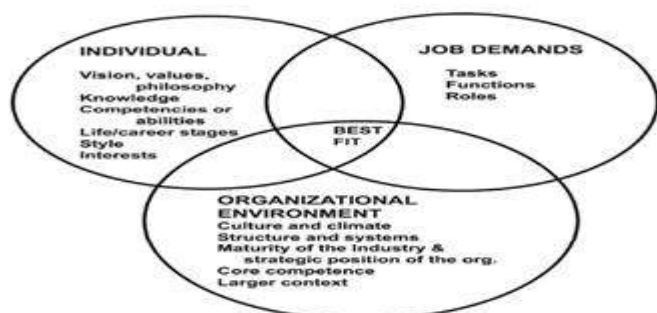 INDIVIDUAL
Vision, values,
philosophy
Knowledge
Competencies or
abilities
Life/career stages
Style
Interests
JOB DEMANDS
Tasks
Functions
Roles
BEST
FIT
ORGANIZATIONAL
ENVIRONMENT
Culture and climate
Structure and systems
Maturity of the Industry &
strategic position of the org.
Core competence
Larger context